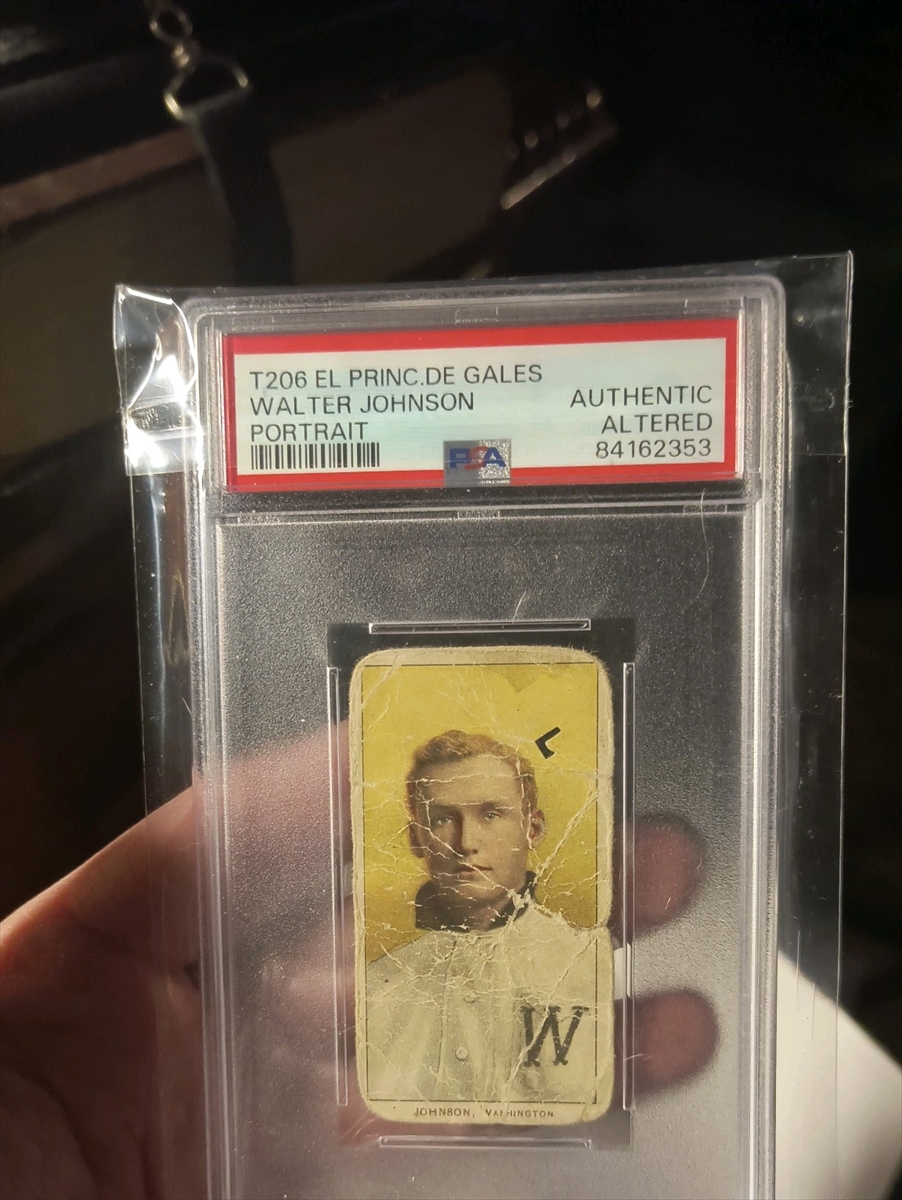 T206 EL PRINC.DE GALES
WALTER JOHNSON
PORTRAIT
AUTHENTIC
ALTERED
84162353
PSA
W
JOHNSON, WASHINGTON